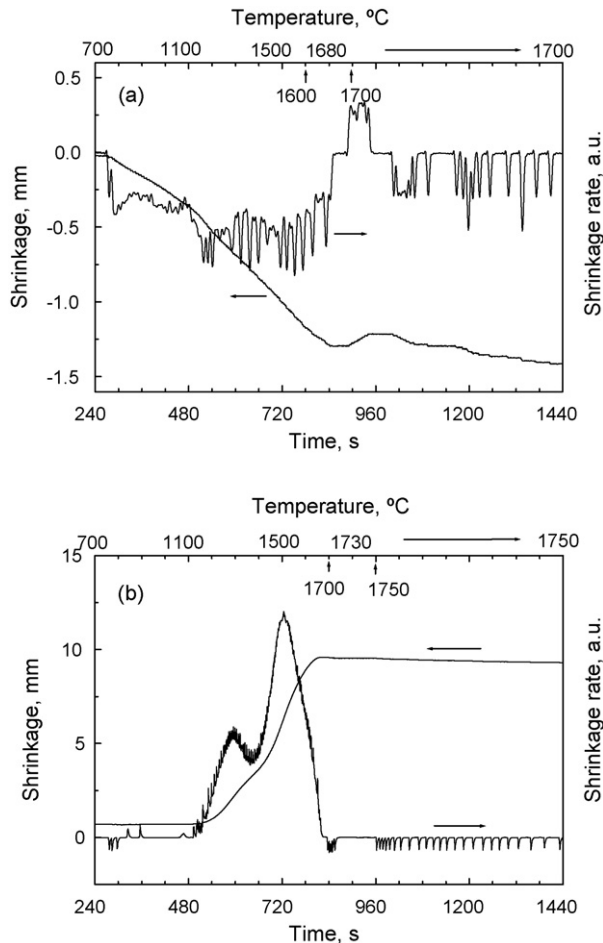 Temperature, ºC
700 1100 1500 1680 1700
1600 1700
(a)
0.5
0.0
-0.5
-1.0
-1.5
Shrinkage, mm
Shrinkage rate, a.u.
240 480 720 960 1200 1440
Time, s
Temperature, ºC
700 1100 1500 1730 1750
1700 1750
(b)
15
10
5
0
Shrinkage, mm
Shrinkage rate, a.u.
240 480 720 960 1200 1440
Time, s